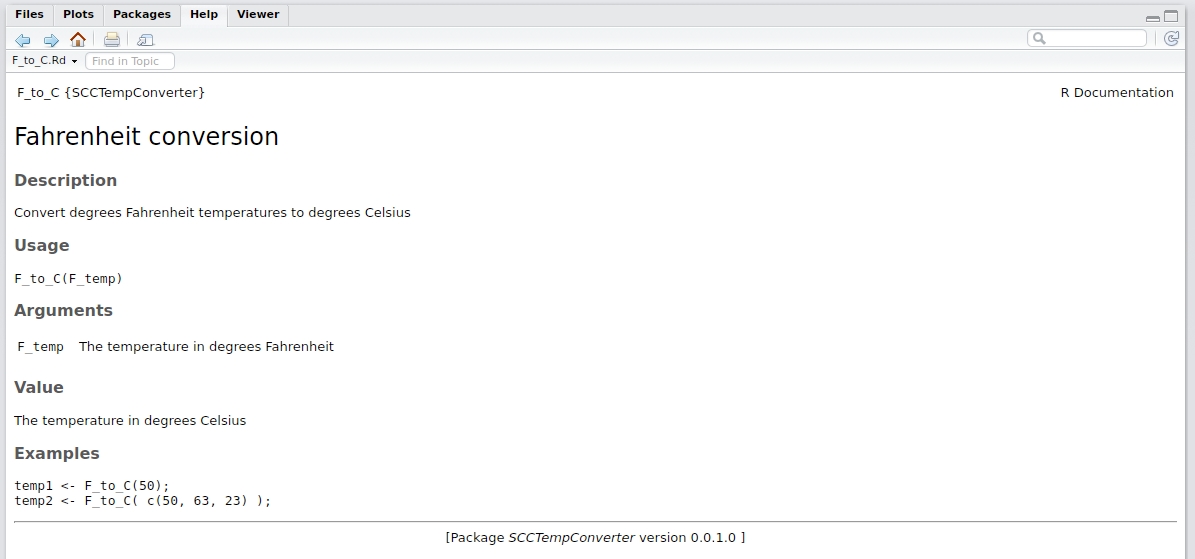 Files Plots Packages Help Viewer
F_to_C.Rd Find in Topic
F_to_C {SCCTempConverter} R Documentation
Fahrenheit conversion
Description
Convert degrees Fahrenheit temperatures to degrees Celsius
Usage
F_to_C(F_temp)
Arguments
F_temp The temperature in degrees Fahrenheit
Value
The temperature in degrees Celsius
Examples
temp1 <- F_to_C(50);
temp2 <- F_to_C( c(50, 63, 23) );
[Package SCCTempConverter version 0.0.1.0 ]